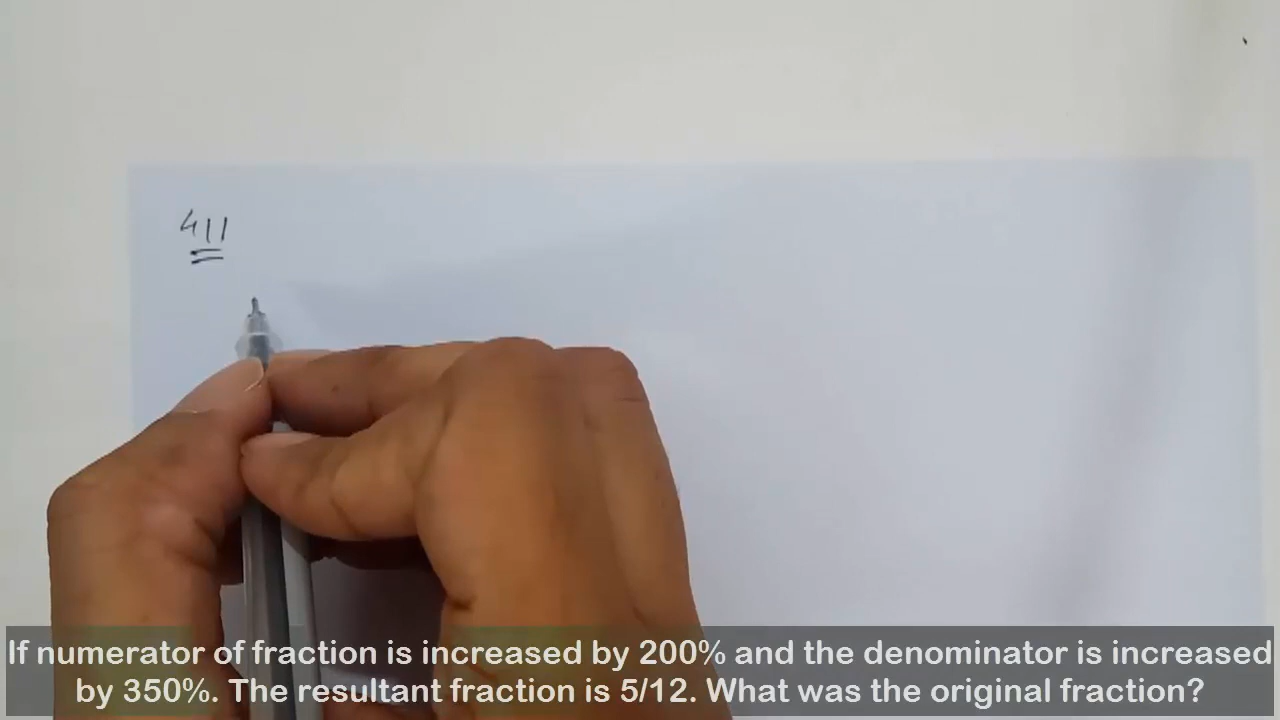 411
If numerator of fraction is increased by 200% and the denominator is increased
by 350%. The resultant fraction is 5/12. What was the original fraction?